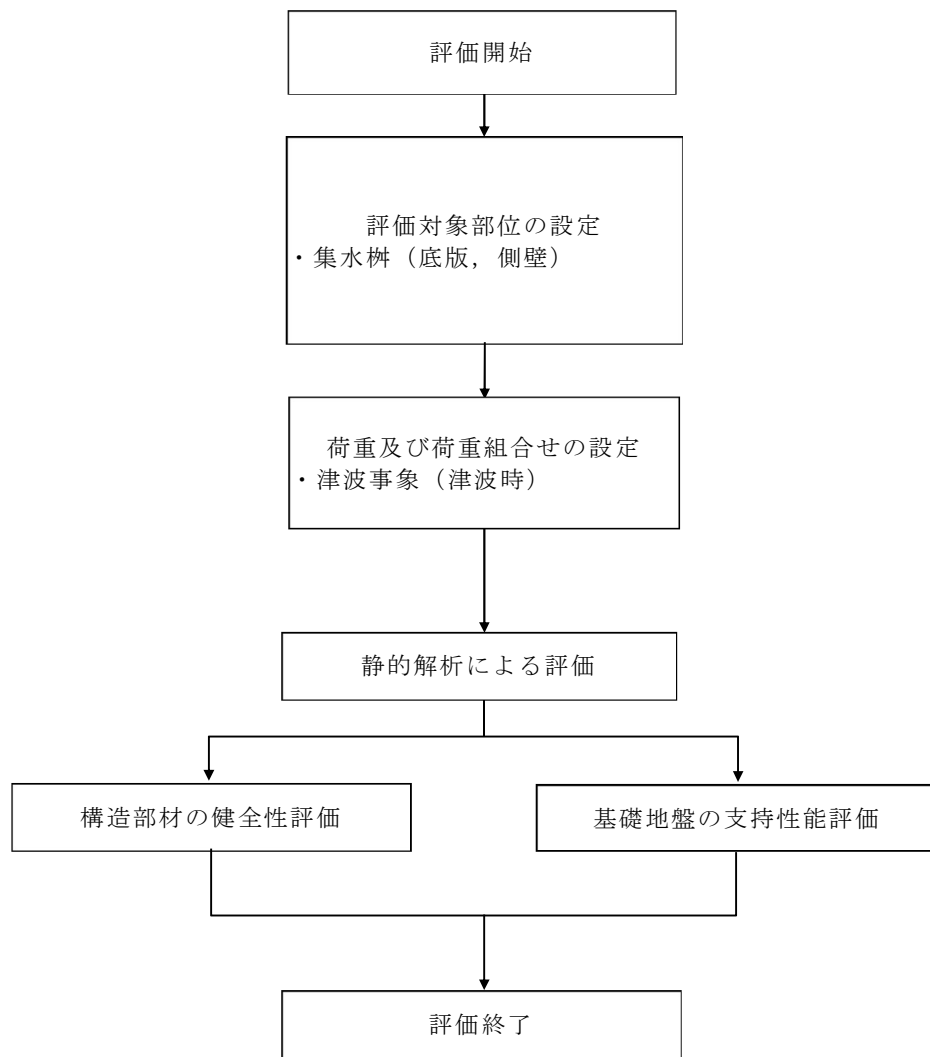 評価開始
評価対象部位の設定
・集水桝（底版，側壁）
荷重及び荷重組合せの設定
・津波事象（津波時）
静的解析による評価
構造部材の健全性評価
基礎地盤の支持性能評価
評価終了